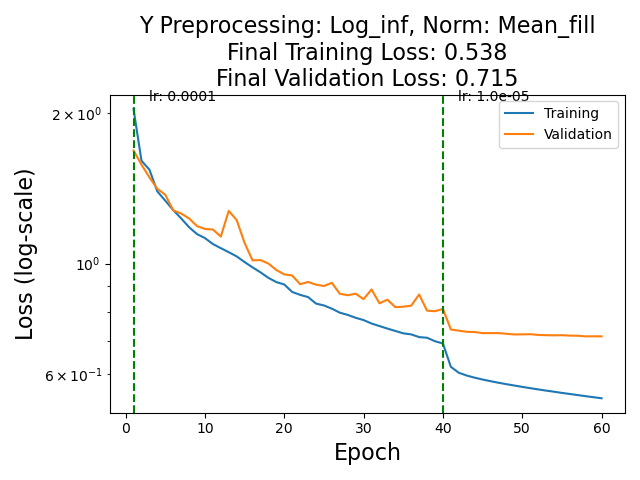 Y Preprocessing: Log_inf, Norm: Mean_fill
Final Training Loss: 0.538
Final Validation Loss: 0.715
lr: 0.0001
lr: 1.0e-05
Training
Validation
2 × 10⁰
10⁰
6 × 10⁻¹
Loss (log-scale)
0
10
20
30
40
50
60
Epoch